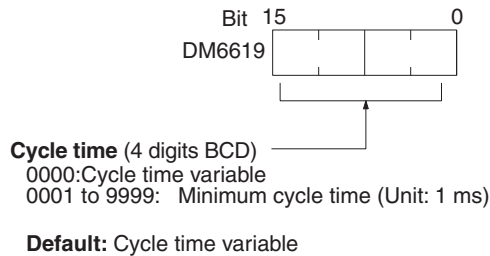 Bit 15 0
DM6619
Cycle time (4 digits BCD)
0000:Cycle time variable
0001 to 9999: Minimum cycle time (Unit: 1 ms)
Default: Cycle time variable